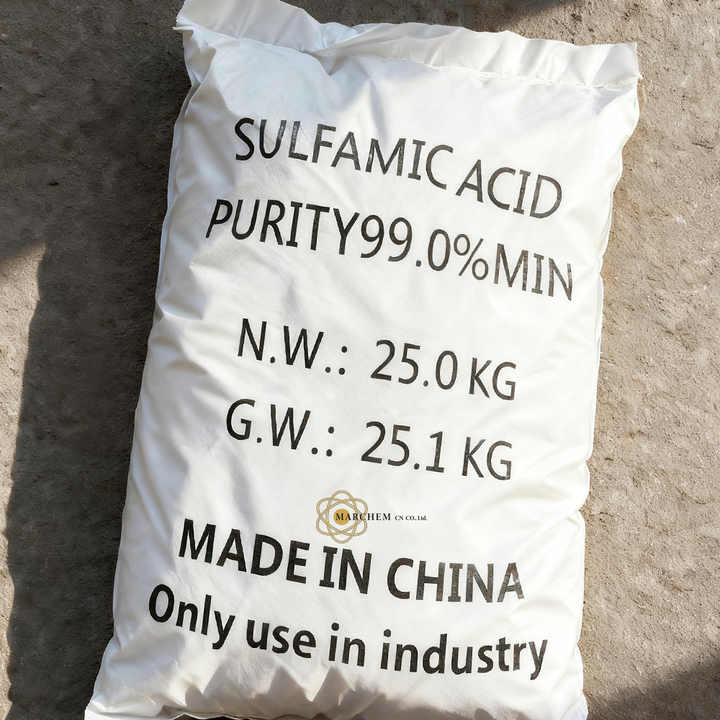 SULFAMIC ACID
PURITY99.0%MIN
N.W.: 25.0 KG
G.W.: 25.1 KG
MARCHEM CN CO., Ltd.
MADE IN CHINA
Only use in industry